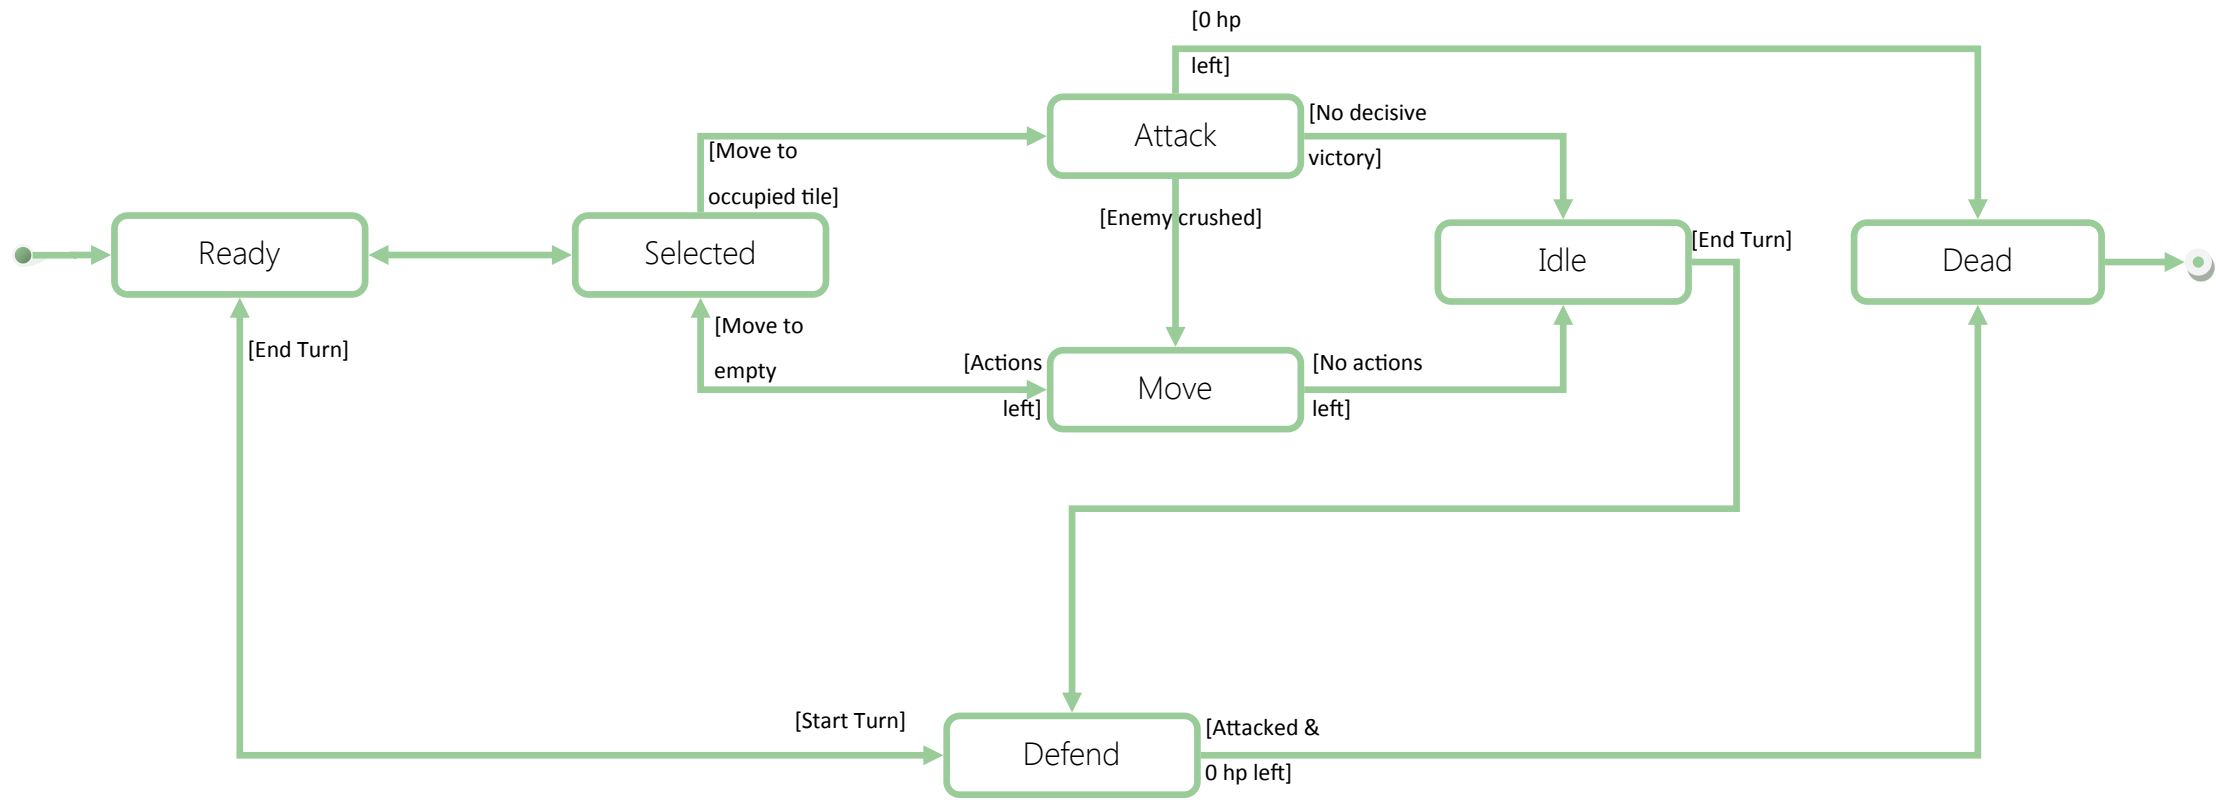 [0 hp
left]
Attack
[No decisive
victory]
[Move to
occupied tile]
[Enemy crushed]
Ready
Selected
Idle
[End Turn]
Dead
[End Turn]
[Move to
empty
[Actions
left]
Move
[No actions
left]
[Start Turn]
Defend
[Attacked &
0 hp left]